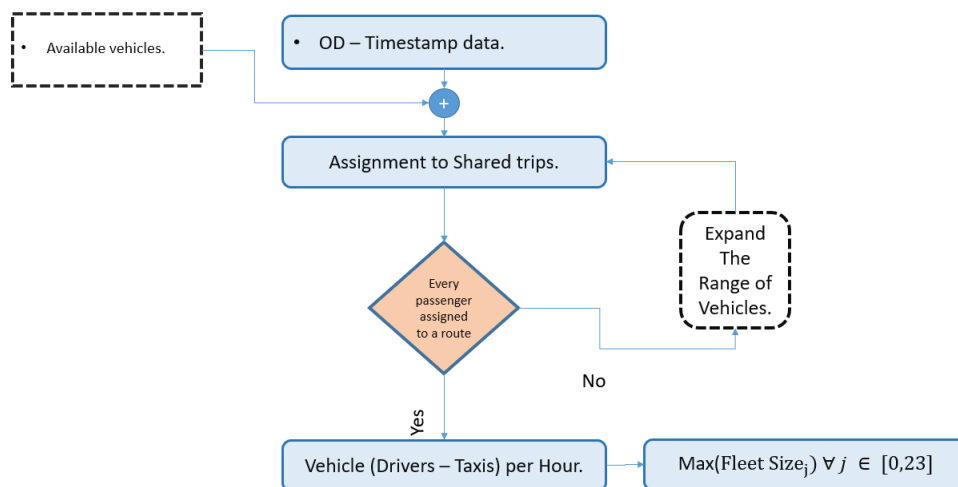 • Available vehicles.
• OD – Timestamp data.
+
Assignment to Shared trips.
Expand
The
Range of
Vehicles.
Every
passenger
assigned
to a route
No
Yes
Vehicle (Drivers – Taxis) per Hour.
Max(Fleet Sizeⱼ) ∀ j ∈ [0,23]